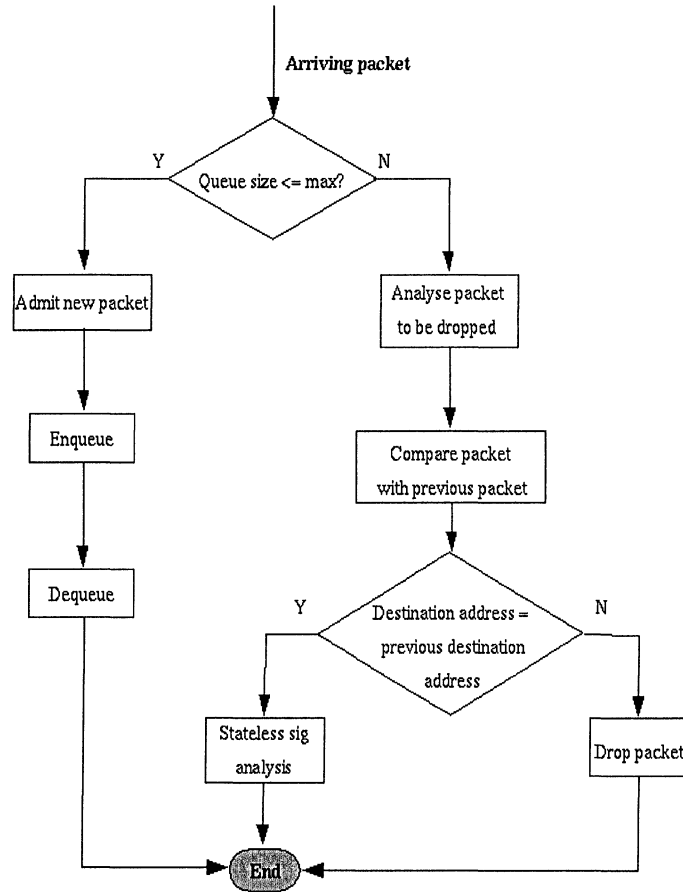 Arriving packet
Y
N
Queue size <= max?
Admit new packet
Analyse packet
to be dropped
Enqueue
Compare packet
with previous packet
Dequeue
Y
N
Destination address =
previous destination
address
Stateless sig
analysis
Drop packet
End